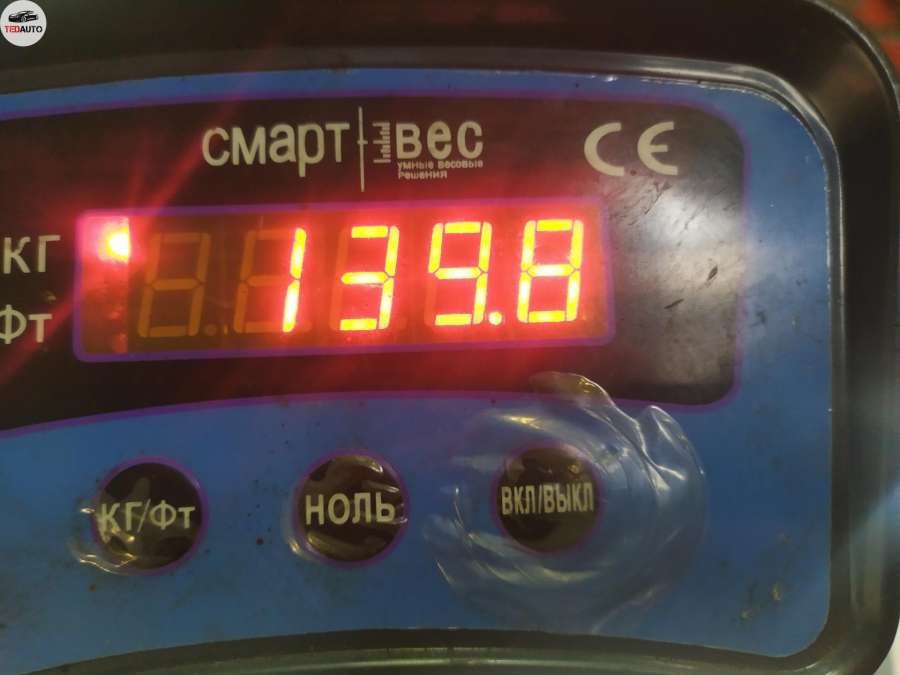 TEDAUTO
смарт вес
умные весовые
решения
CE
кг
фт
139.8
КГ/Фт
НОЛЬ
ВКЛ/ВЫКЛ